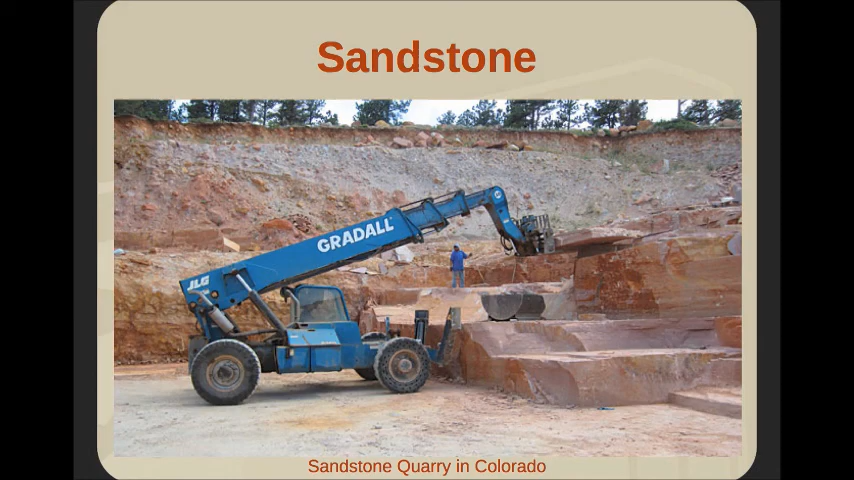 Sandstone
GRADALL
JLG
Sandstone Quarry in Colorado